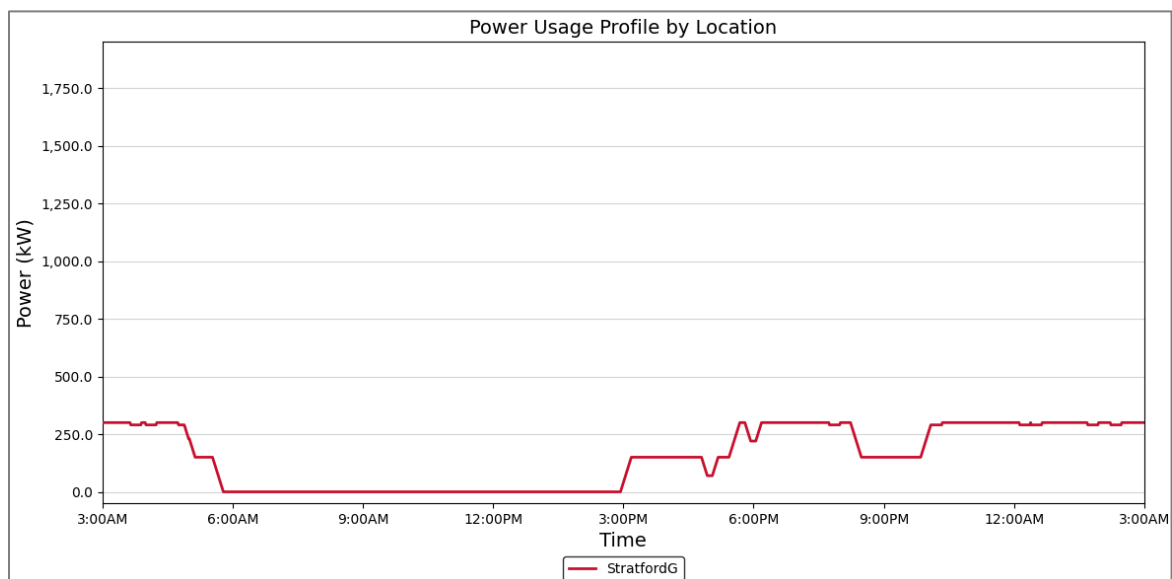 Power Usage Profile by Location
Power (kW)
1,750.0
1,500.0
1,250.0
1,000.0
750.0
500.0
250.0
0.0
3:00AM 6:00AM 9:00AM 12:00PM 3:00PM 6:00PM 9:00PM 12:00AM 3:00AM
Time
StratfordG